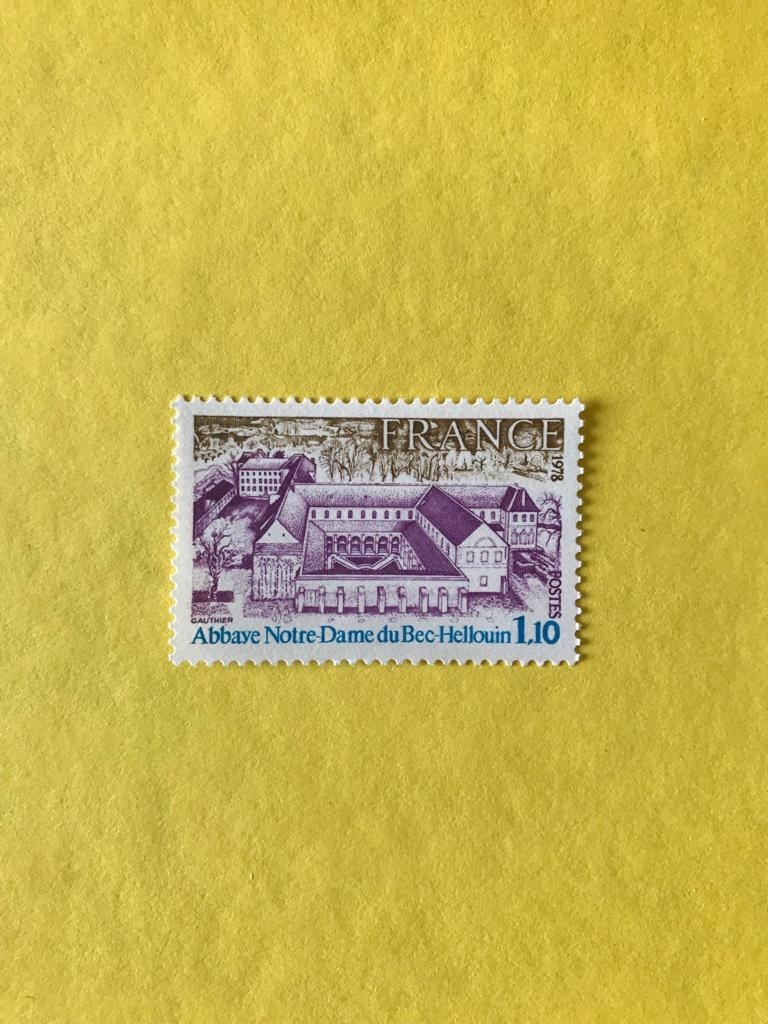 FRANCE
1978
POSTES
GAUTHIER
Abbaye Notre-Dame du Bec-Hellouin 1,10